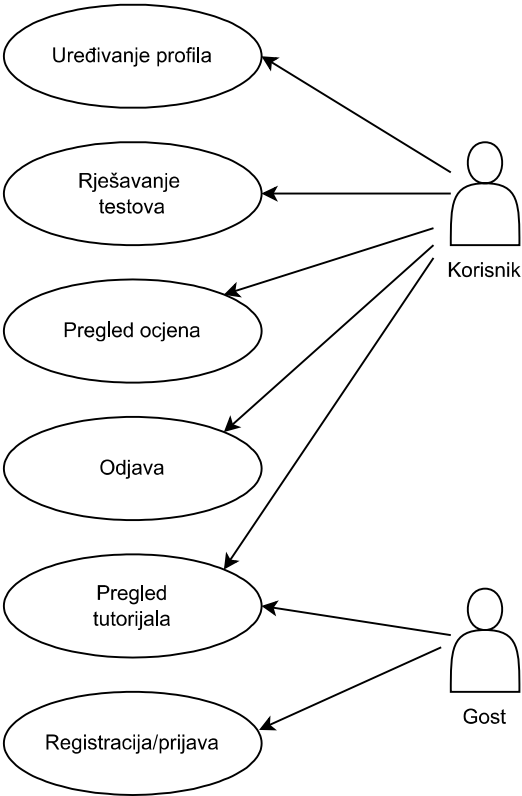 Uređivanje profila
Rješavanje
testova
Korisnik
Pregled ocjena
Odjava
Pregled
tutorijala
Gost
Registracija/prijava